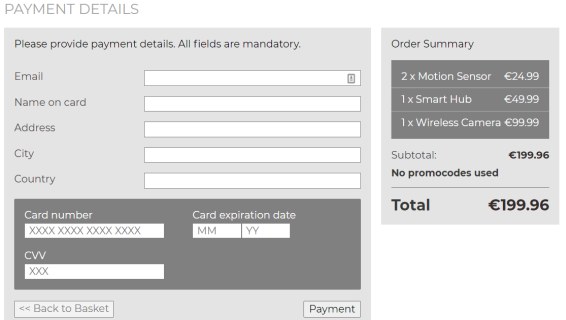 PAYMENT DETAILS
Please provide payment details. All fields are mandatory.
Email
Name on card
Address
City
Country
Card number
XXXX XXXX XXXX XXXX
Card expiration date
MM YY
CVV
XXX
<< Back to Basket
Payment
Order Summary
2 x Motion Sensor €24.99
1 x Smart Hub €49.99
1 x Wireless Camera €99.99
Subtotal: €199.96
No promocodes used
Total €199.96